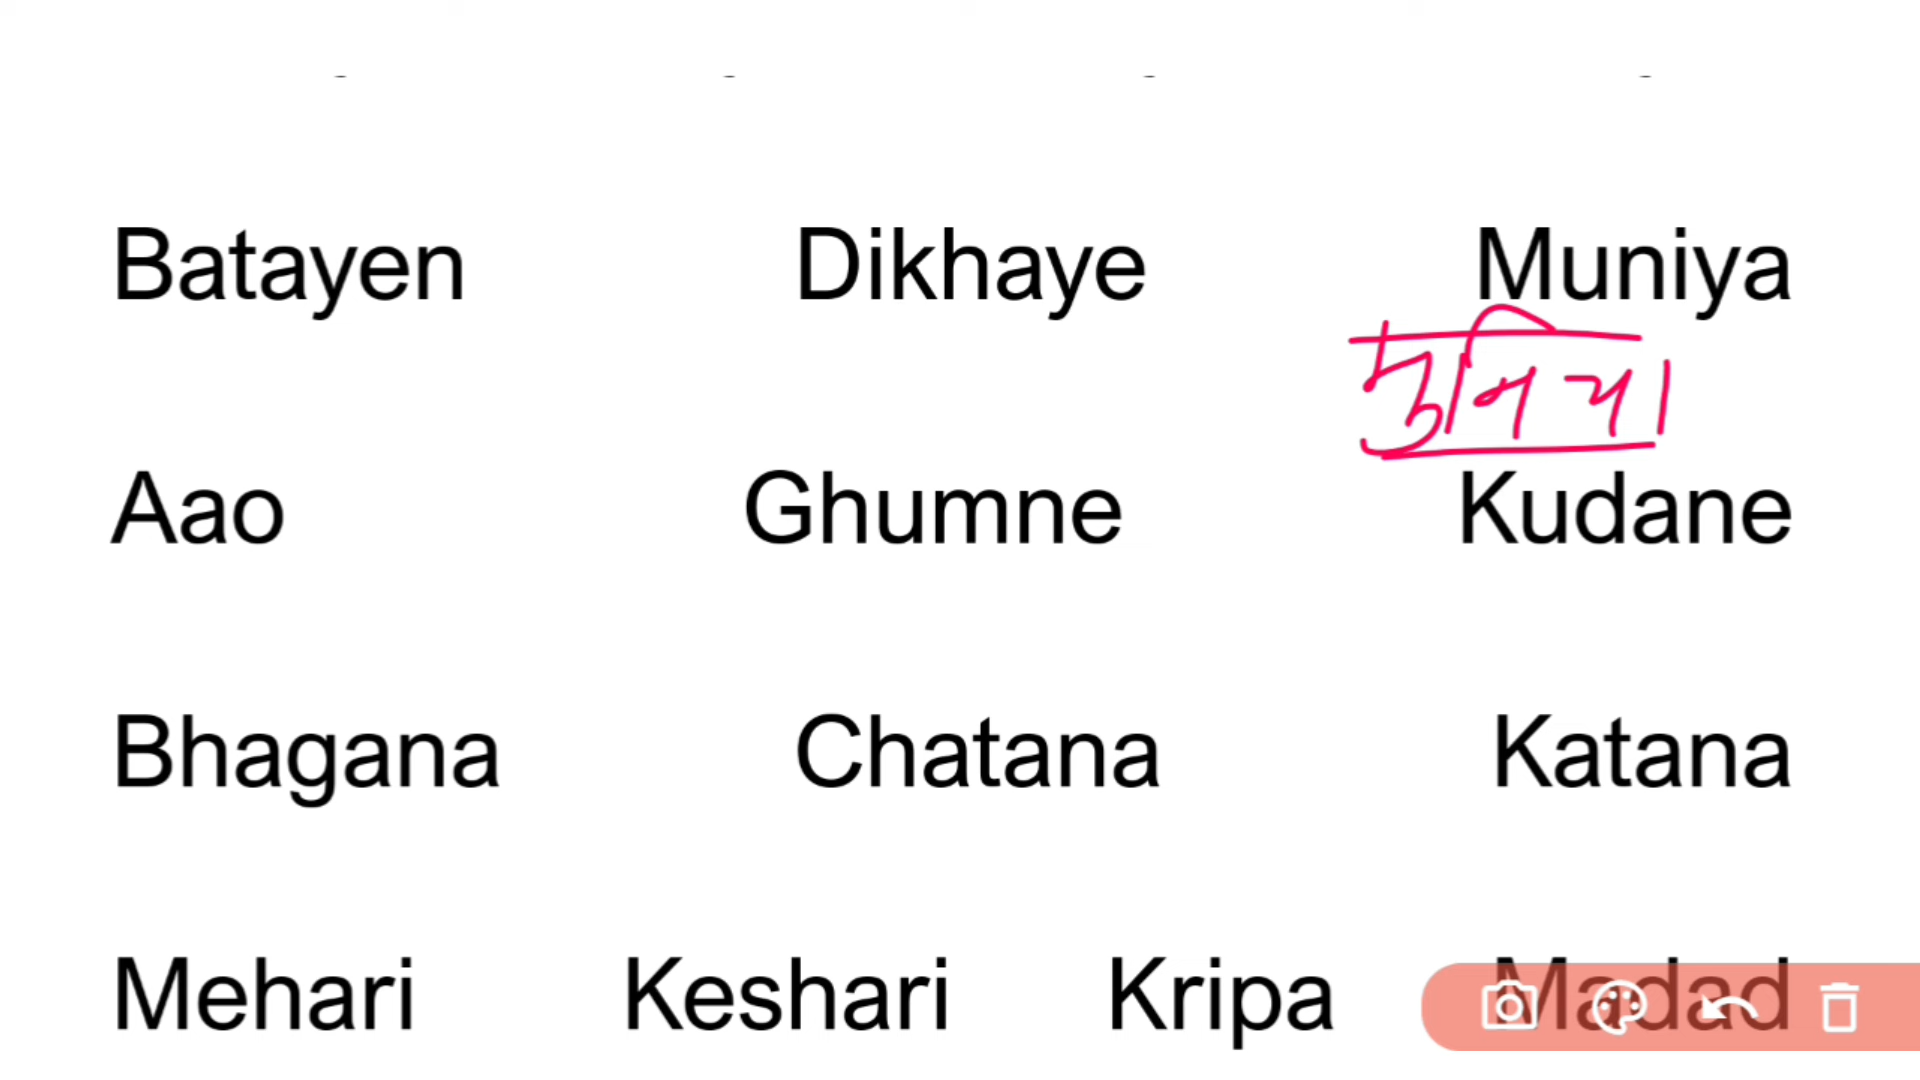 Batayen Dikhaye Muniya
मुनिया
Aao Ghumne Kudane
Bhagana Chatana Katana
Mehari Keshari Kripa Madad